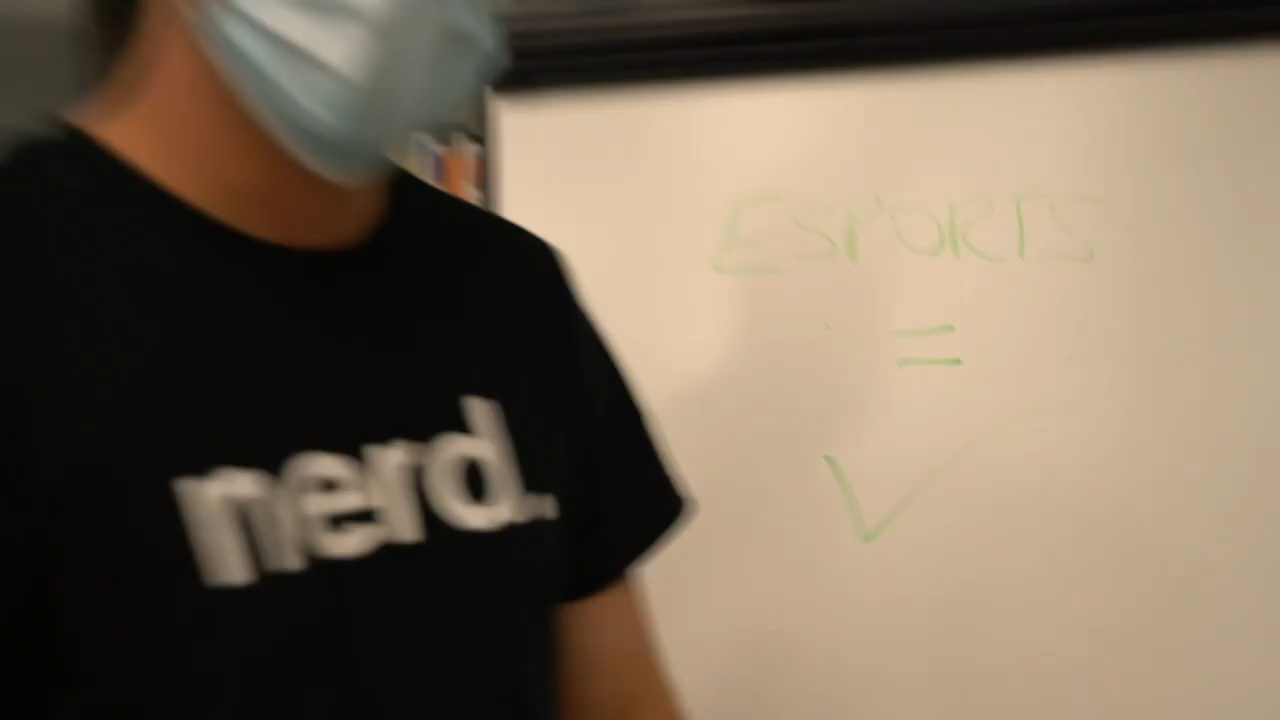 nerd.
ESPORTS
=
✓